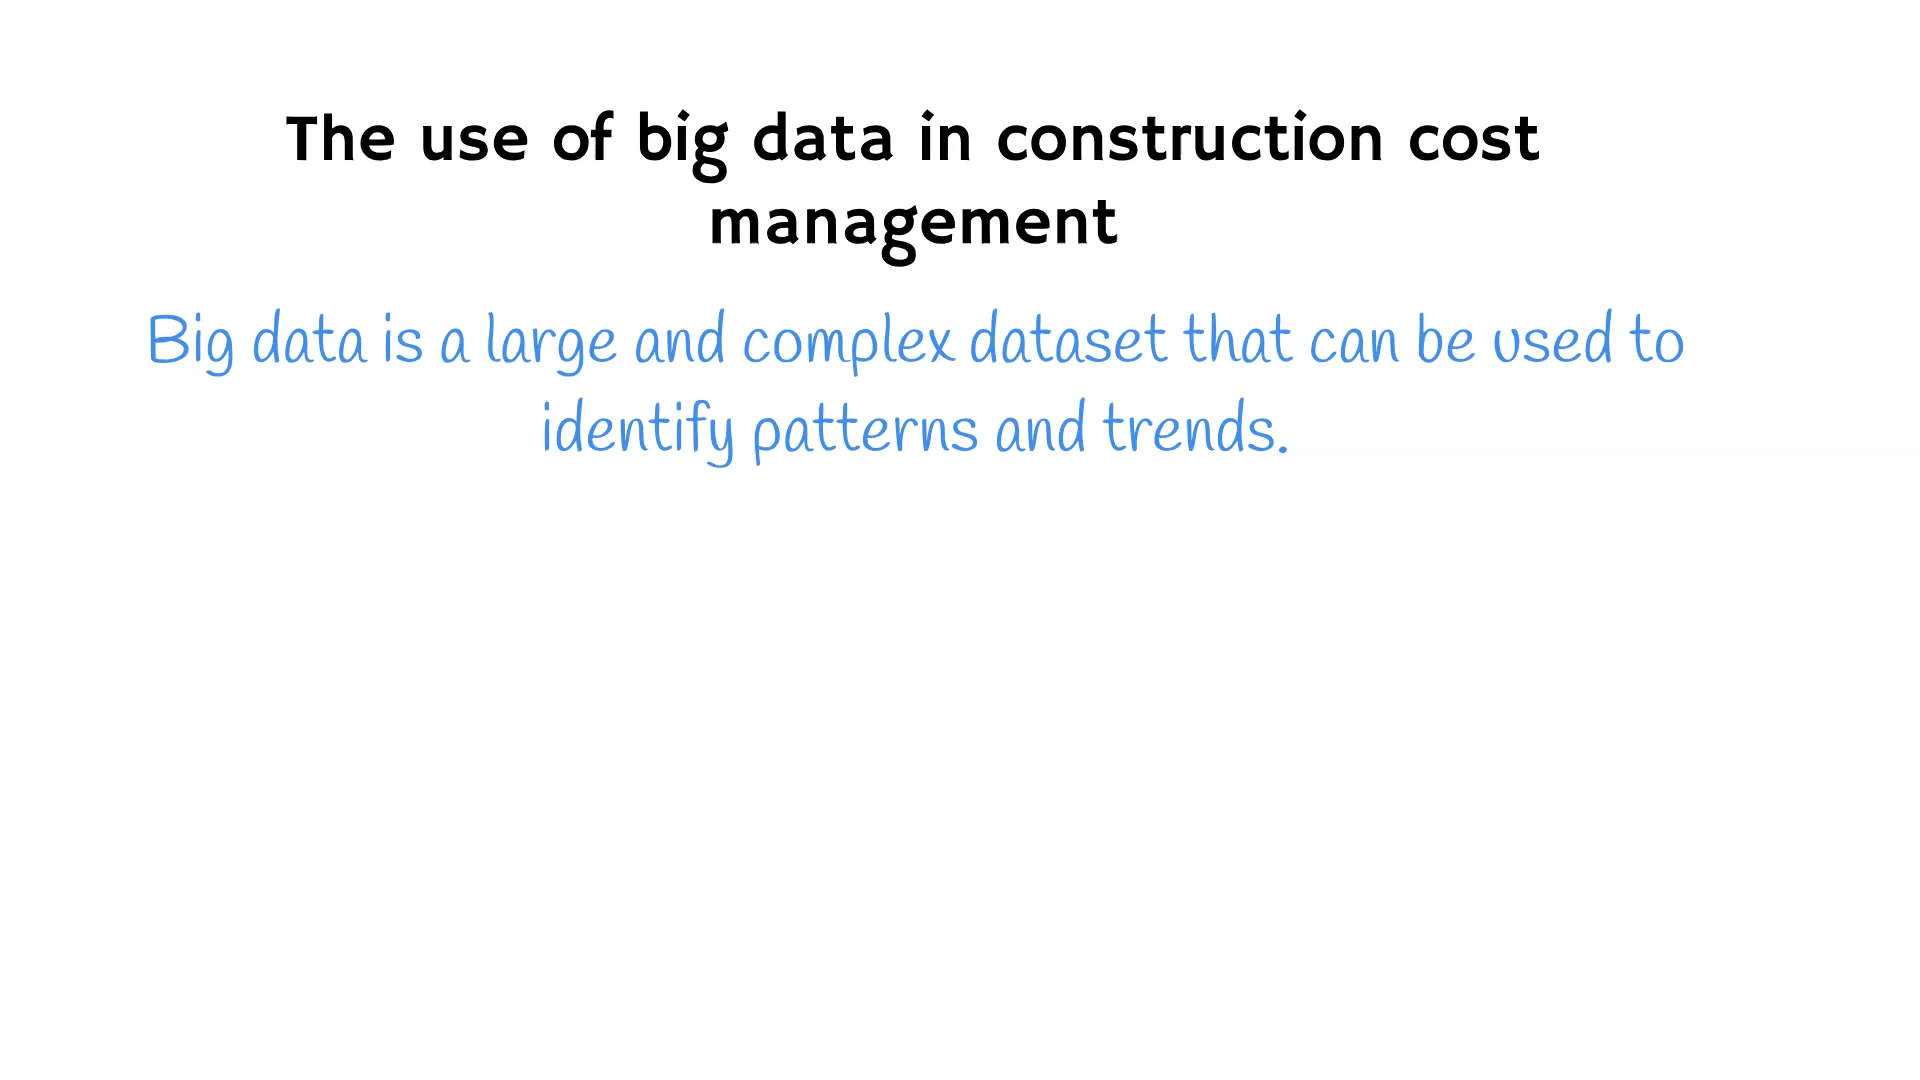 The use of big data in construction cost
management
Big data is a large and complex dataset that can be used to
identify patterns and trends.